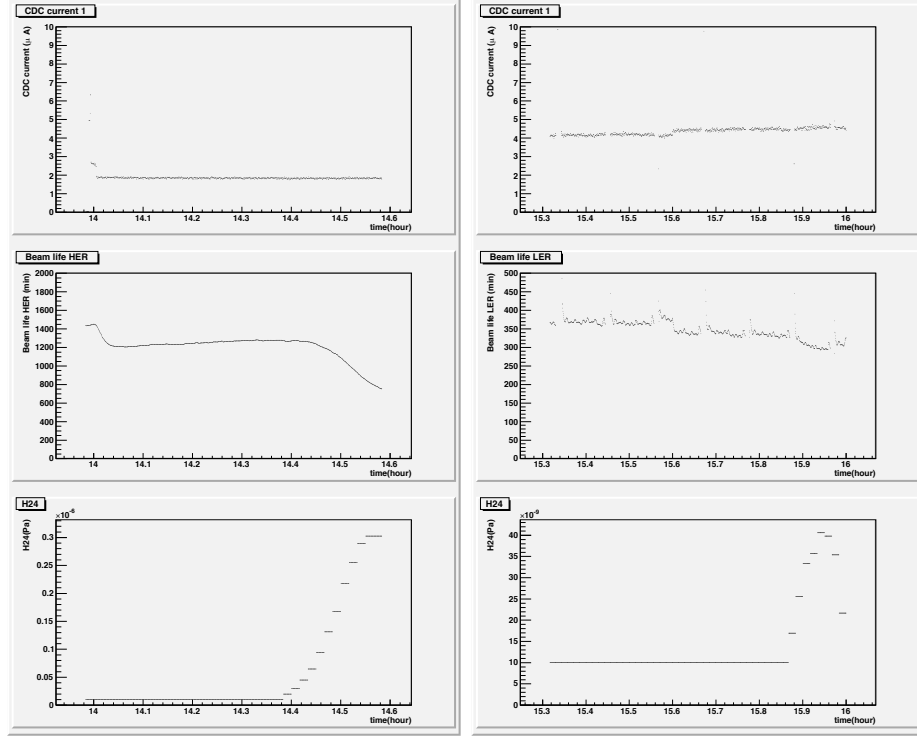 CDC current 1
CDC current (μ A)
10
9
8
7
6
5
4
3
2
1
0
14 14.1 14.2 14.3 14.4 14.5 14.6
time(hour)
CDC current 1
CDC current (μ A)
10
9
8
7
6
5
4
3
2
1
0
15.3 15.4 15.5 15.6 15.7 15.8 15.9 16
time(hour)
Beam life HER
Beam life HER (min)
2000
1800
1600
1400
1200
1000
800
600
400
200
0
14 14.1 14.2 14.3 14.4 14.5 14.6
time(hour)
Beam life LER
Beam life LER (min)
500
450
400
350
300
250
200
150
100
50
0
15.3 15.4 15.5 15.6 15.7 15.8 15.9 16
time(hour)
H24
H24(Pa)
×10⁻⁶
0.3
0.25
0.2
0.15
0.1
0.05
0
14 14.1 14.2 14.3 14.4 14.5 14.6
time(hour)
H24
H24(Pa)
×10⁻⁹
40
35
30
25
20
15
10
5
0
15.3 15.4 15.5 15.6 15.7 15.8 15.9 16
time(hour)